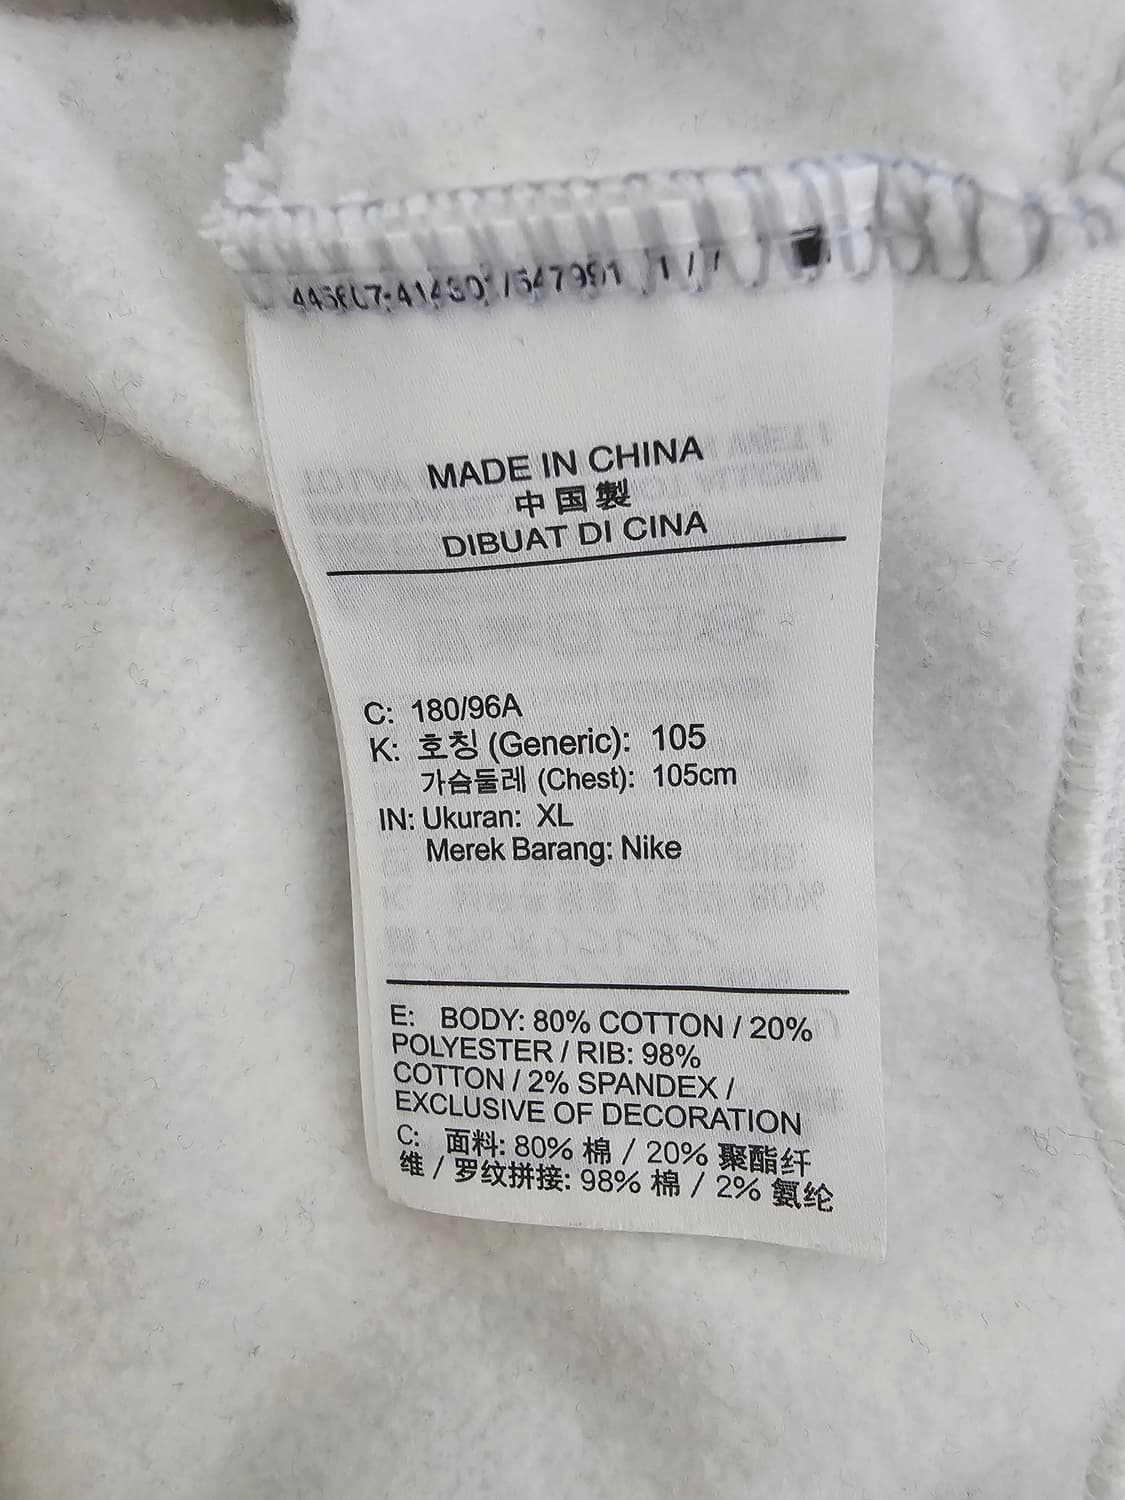 MADE IN CHINA
中国製
DIBUAT DI CINA
C: 180/96A
K: 호칭 (Generic): 105
가슴둘레 (Chest): 105cm
IN: Ukuran: XL
Merek Barang: Nike
E: BODY: 80% COTTON / 20%
POLYESTER / RIB: 98%
COTTON / 2% SPANDEX /
EXCLUSIVE OF DECORATION
C: 面料: 80% 棉 / 20% 聚酯纤
维 / 罗纹拼接: 98% 棉 / 2% 氨纶